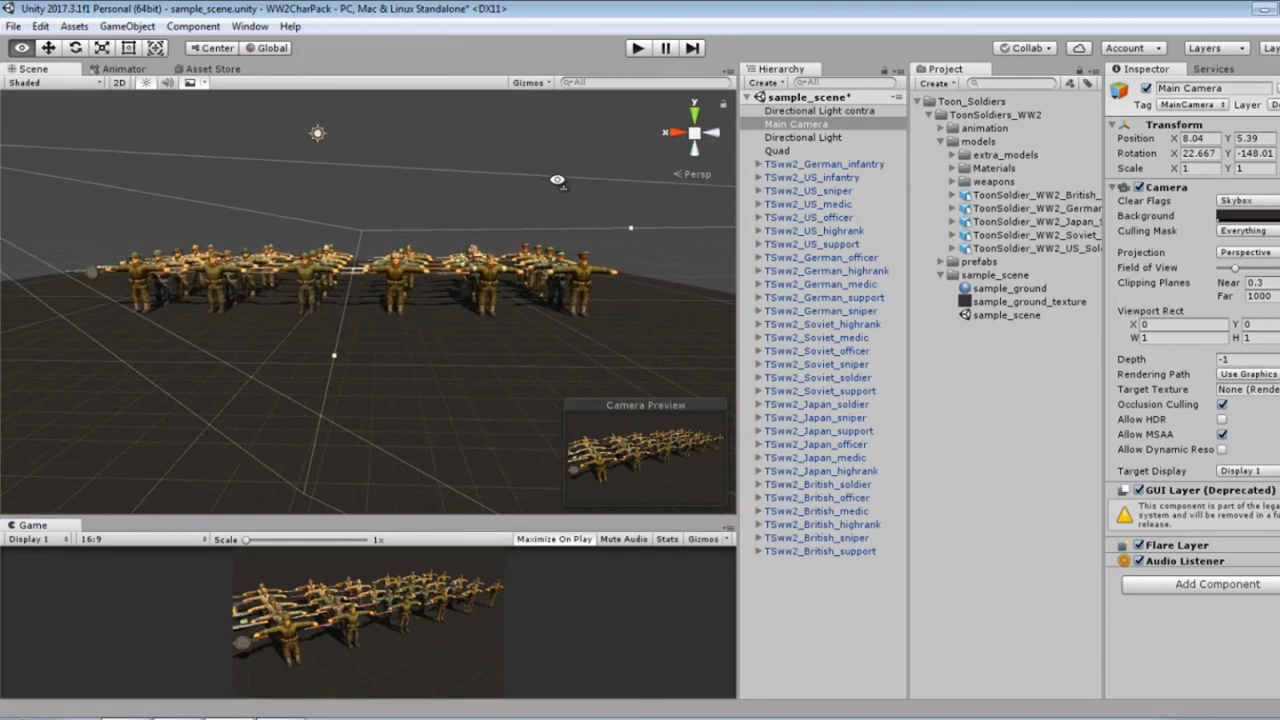 Unity 2017.3.1f1 Personal (64bit) - sample_scene.unity - WW2CharPack - PC, Mac & Linux Standalone* <DX11>
File Edit Assets GameObject Component Window Help
Center Global Collab Account Layers Lay
Scene Animator Asset Store
Shaded 2D Gizmos All
y
x
Persp
Camera Preview
Game
Display 1 16:9 Scale 1x Maximize On Play Mute Audio Stats Gizmos
Hierarchy
Create All
sample_scene*
Directional Light contra
Main Camera
Directional Light
Quad
TSww2_German_infantry
TSww2_US_infantry
TSww2_US_sniper
TSww2_US_medic
TSww2_US_officer
TSww2_US_highrank
TSww2_US_support
TSww2_German_officer
TSww2_German_highrank
TSww2_German_medic
TSww2_German_support
TSww2_German_sniper
TSww2_Soviet_highrank
TSww2_Soviet_medic
TSww2_Soviet_officer
TSww2_Soviet_sniper
TSww2_Soviet_soldier
TSww2_Soviet_support
TSww2_Japan_soldier
TSww2_Japan_sniper
TSww2_Japan_support
TSww2_Japan_officer
TSww2_Japan_medic
TSww2_Japan_highrank
TSww2_British_soldier
TSww2_British_officer
TSww2_British_medic
TSww2_British_highrank
TSww2_British_sniper
TSww2_British_support
Project
Create
Toon_Soldiers
ToonSoldiers_WW2
animation
models
extra_models
Materials
weapons
ToonSoldier_WW2_British_
ToonSoldier_WW2_German
ToonSoldier_WW2_Japan_S
ToonSoldier_WW2_Soviet_
ToonSoldier_WW2_US_Sol
prefabs
sample_scene
sample_ground
sample_ground_texture
sample_scene
Inspector Services
Main Camera
Tag MainCamera Layer De
Transform
Position X 8.04 Y 5.39
Rotation X 22.667 Y -148.01
Scale X 1 Y 1
Camera
Clear Flags Skybox
Background
Culling Mask Everything
Projection Perspective
Field of View
Clipping Planes Near 0.3
Far 1000
Viewport Rect
X 0 Y 0
W 1 H 1
Depth -1
Rendering Path Use Graphics
Target Texture None (Rende
Occlusion Culling
Allow HDR
Allow MSAA
Allow Dynamic Reso
Target Display Display 1
GUI Layer (Deprecated)
This component is part of the lega
system and will be removed in a fu
release.
Flare Layer
Audio Listener
Add Component